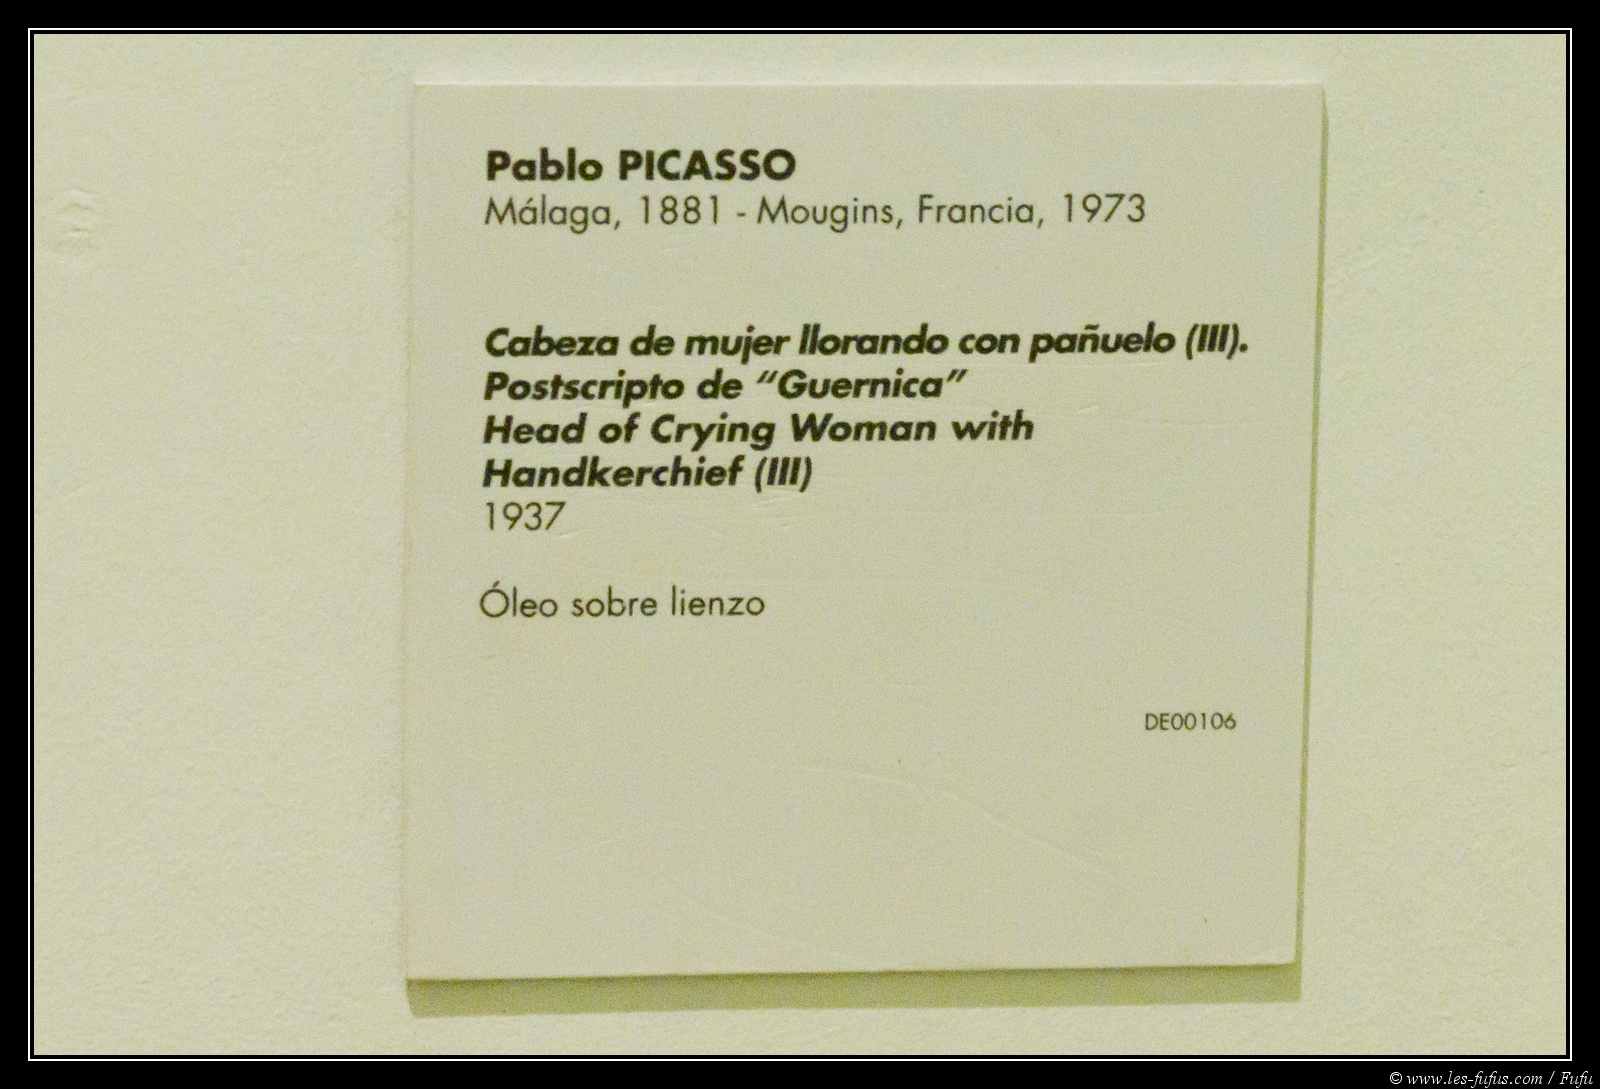 Pablo PICASSO
Málaga, 1881 - Mougins, Francia, 1973
Cabeza de mujer llorando con pañuelo (III).
Postscripto de “Guernica”
Head of Crying Woman with
Handkerchief (III)
1937
Óleo sobre lienzo
DE00106
© www.les-fufus.com / Fufu